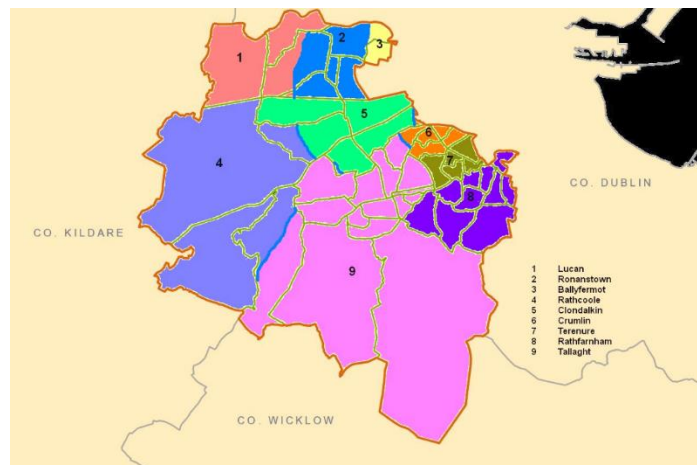 1
2
3
5
6
4
7
8
9
CO. DUBLIN
CO. KILDARE
CO. WICKLOW
1 Lucan
2 Ronanstown
3 Ballyfermot
4 Rathcoole
5 Clondalkin
6 Crumlin
7 Terenure
8 Rathfarnham
9 Tallaght